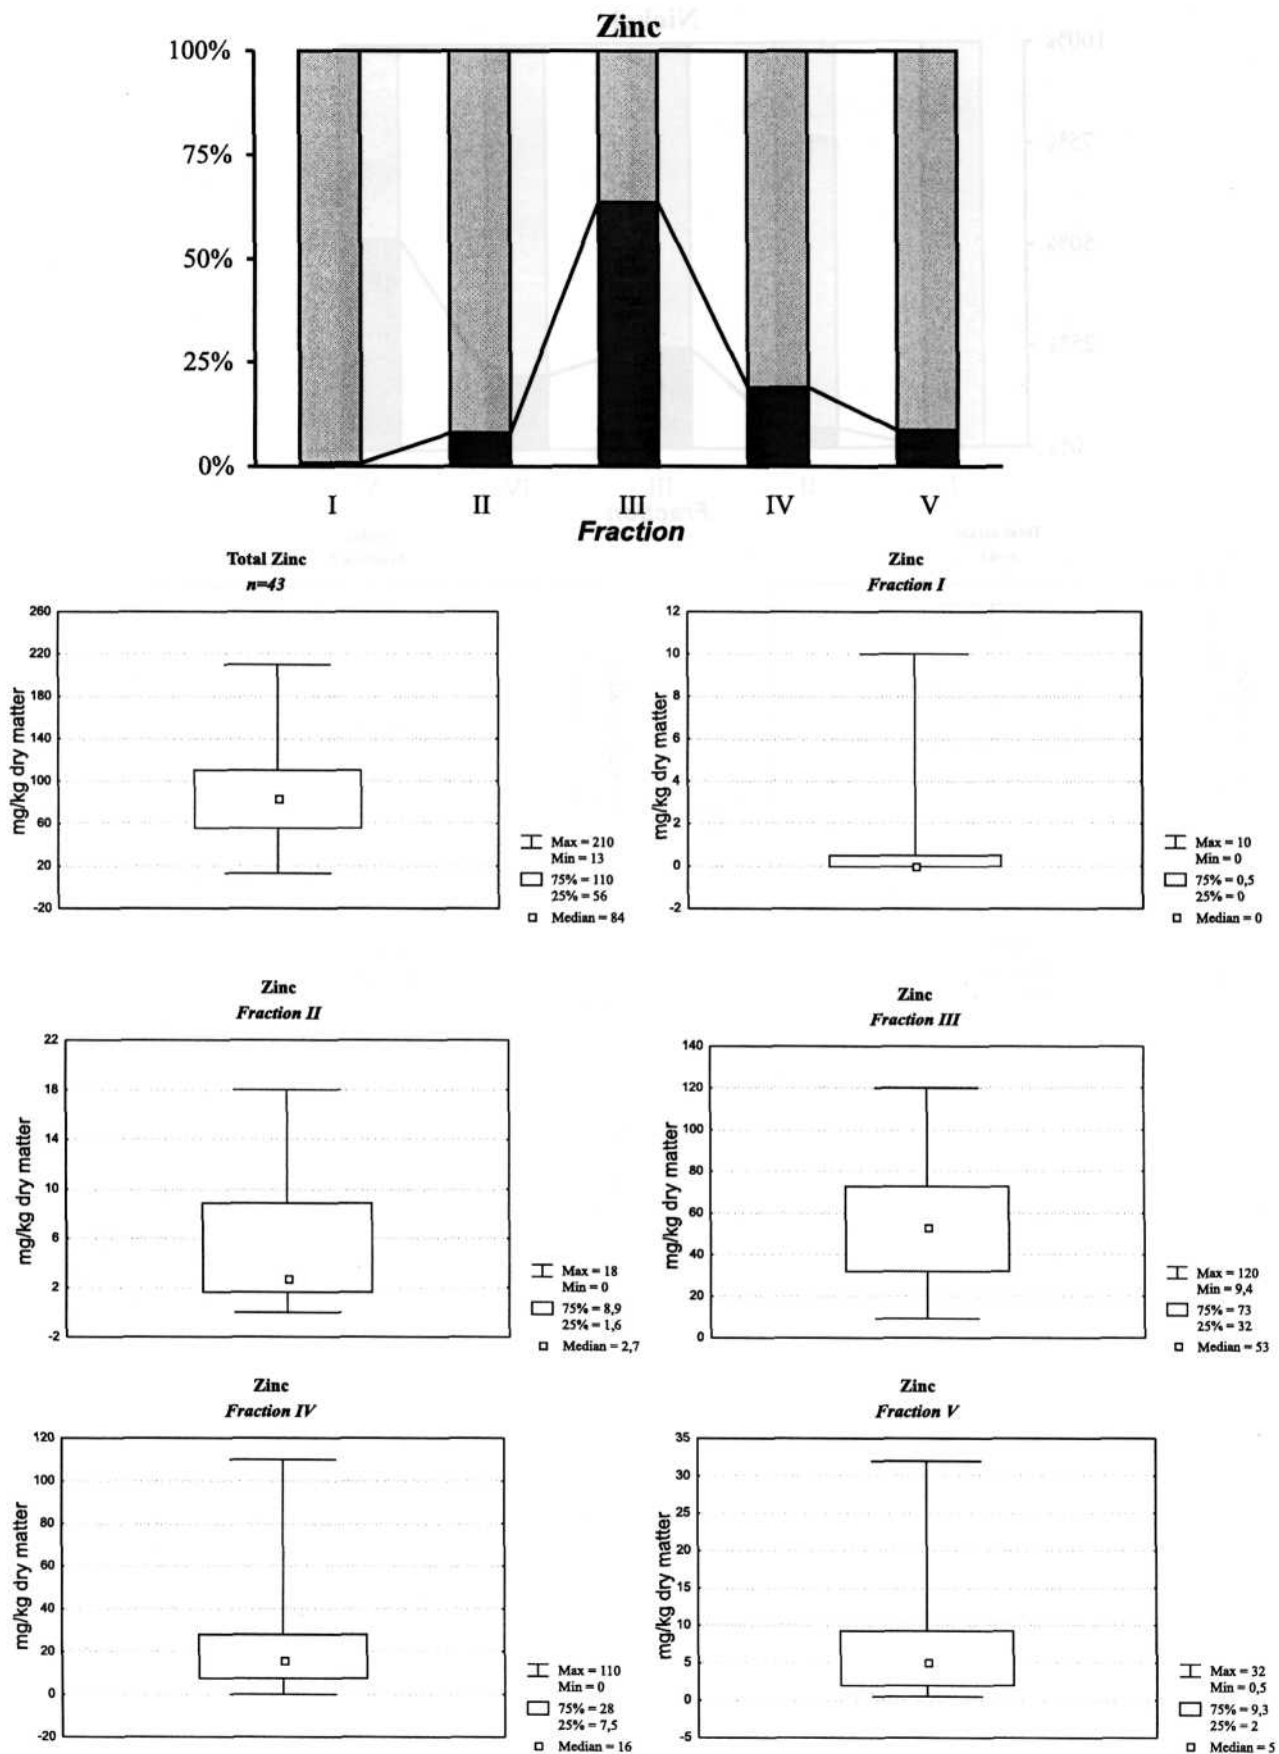 Zinc
100%
75%
50%
25%
0%
I II III IV V
Fraction
Total Zinc
n=43
mg/kg dry matter
260
220
180
140
100
60
20
-20
Max = 210
Min = 13
75% = 110
25% = 56
Median = 84
Zinc
Fraction I
mg/kg dry matter
12
10
8
6
4
2
0
-2
Max = 10
Min = 0
75% = 0,5
25% = 0
Median = 0
Zinc
Fraction II
mg/kg dry matter
22
18
14
10
6
2
-2
Max = 18
Min = 0
75% = 8,9
25% = 1,6
Median = 2,7
Zinc
Fraction III
mg/kg dry matter
140
120
100
80
60
40
20
0
Max = 120
Min = 9,4
75% = 73
25% = 32
Median = 53
Zinc
Fraction IV
mg/kg dry matter
120
100
80
60
40
20
0
-20
Max = 110
Min = 0
75% = 28
25% = 7,5
Median = 16
Zinc
Fraction V
mg/kg dry matter
35
30
25
20
15
10
5
0
-5
Max = 32
Min = 0,5
75% = 9,3
25% = 2
Median = 5